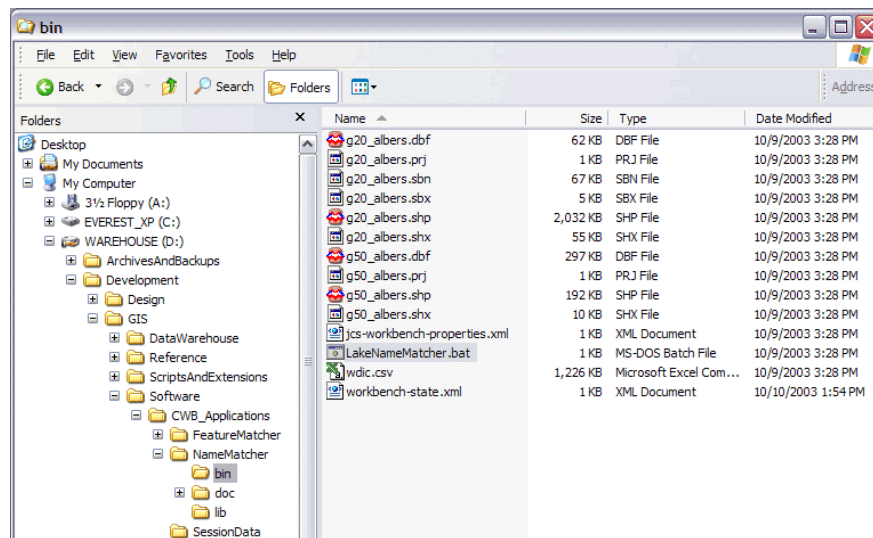 bin
File Edit View Favorites Tools Help
Back Search Folders Address
Folders
Desktop
My Documents
My Computer
3½ Floppy (A:)
EVEREST_XP (C:)
WAREHOUSE (D:)
ArchivesAndBackups
Development
Design
GIS
DataWarehouse
Reference
ScriptsAndExtensions
Software
CWB_Applications
FeatureMatcher
NameMatcher
bin
doc
lib
SessionData
Name Size Type Date Modified
g20_albers.dbf 62 KB DBF File 10/9/2003 3:28 PM
g20_albers.prj 1 KB PRJ File 10/9/2003 3:28 PM
g20_albers.sbn 67 KB SBN File 10/9/2003 3:28 PM
g20_albers.sbx 5 KB SBX File 10/9/2003 3:28 PM
g20_albers.shp 2,032 KB SHP File 10/9/2003 3:28 PM
g20_albers.shx 55 KB SHX File 10/9/2003 3:28 PM
g50_albers.dbf 297 KB DBF File 10/9/2003 3:28 PM
g50_albers.prj 1 KB PRJ File 10/9/2003 3:28 PM
g50_albers.shp 192 KB SHP File 10/9/2003 3:28 PM
g50_albers.shx 10 KB SHX File 10/9/2003 3:28 PM
jcs-workbench-properties.xml 1 KB XML Document 10/9/2003 3:28 PM
LakeNameMatcher.bat 1 KB MS-DOS Batch File 10/9/2003 3:28 PM
wdic.csv 1,226 KB Microsoft Excel Com... 10/9/2003 3:28 PM
workbench-state.xml 1 KB XML Document 10/10/2003 1:54 PM